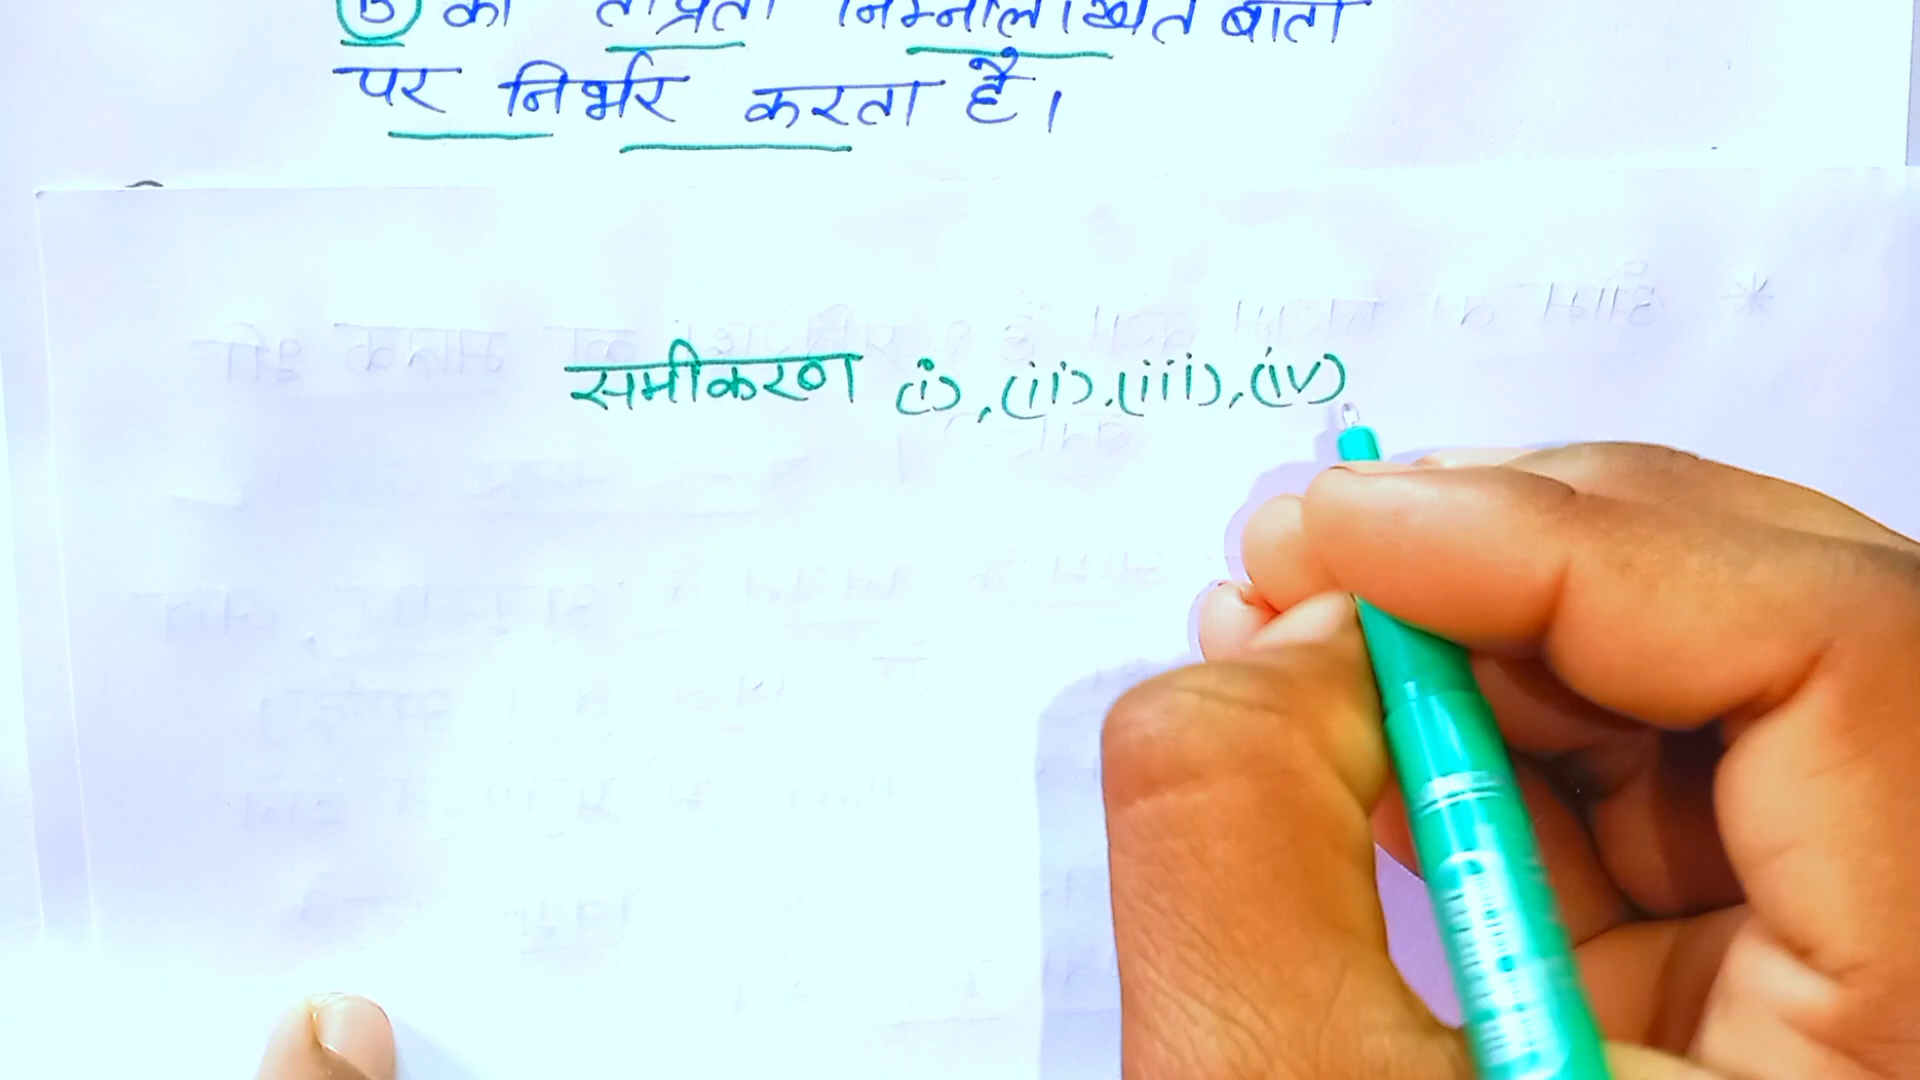 B को तीव्रता निम्नलिखित बातों
पर निर्भर करता है।
समीकरण (i), (ii), (iii), (iv)